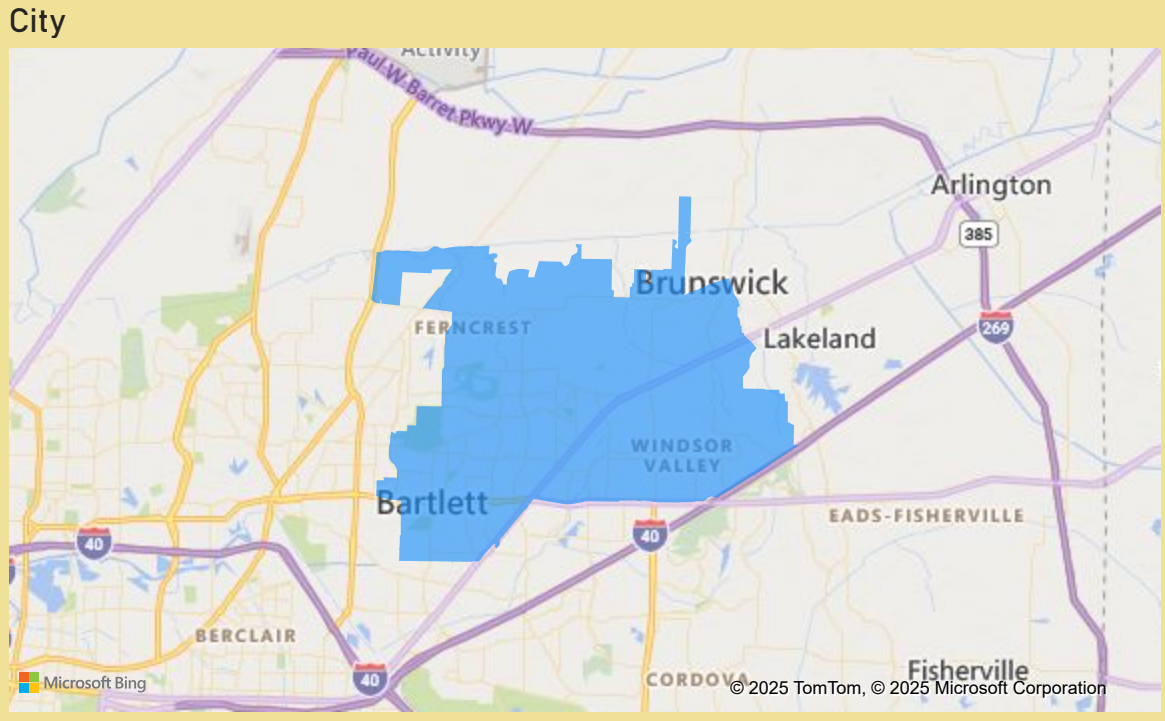 City
Activity
Paul W Barret Pkwy W
Arlington
385
Brunswick
FERNCREST
Lakeland
269
WINDSOR
VALLEY
Bartlett
EADS-FISHERVILLE
40
40
BERCLAIR
40
Fisherville
CORDOVA
Microsoft Bing
© 2025 TomTom, © 2025 Microsoft Corporation